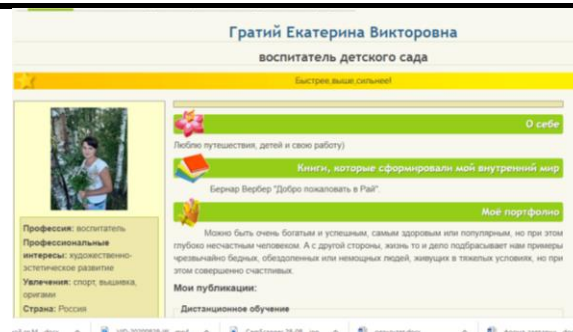 Гратий Екатерина Викторовна
воспитатель детского сада
Быстрее,выше,сильнее!
О себе
Люблю путешествия, детей и свою работу)
Книги, которые сформировали мой внутренний мир
Бернар Вербер "Добро пожаловать в Рай".
Моё портфолио
Можно быть очень богатым и успешным, самым здоровым или популярным, но при этом
глубоко несчастным человеком. А с другой стороны, жизнь то и дело подбрасывает нам примеры
чрезвычайно бедных, обездоленных или немощных людей, живущих в тяжелых условиях, но при
этом совершенно счастливых.
Мои публикации:
Дистанционное обучение
Профессия: воспитатель
Профессиональные
интересы: художественно-
эстетическое развитие
Увлечения: спорт, вышивка,
оригами
Страна: Россия